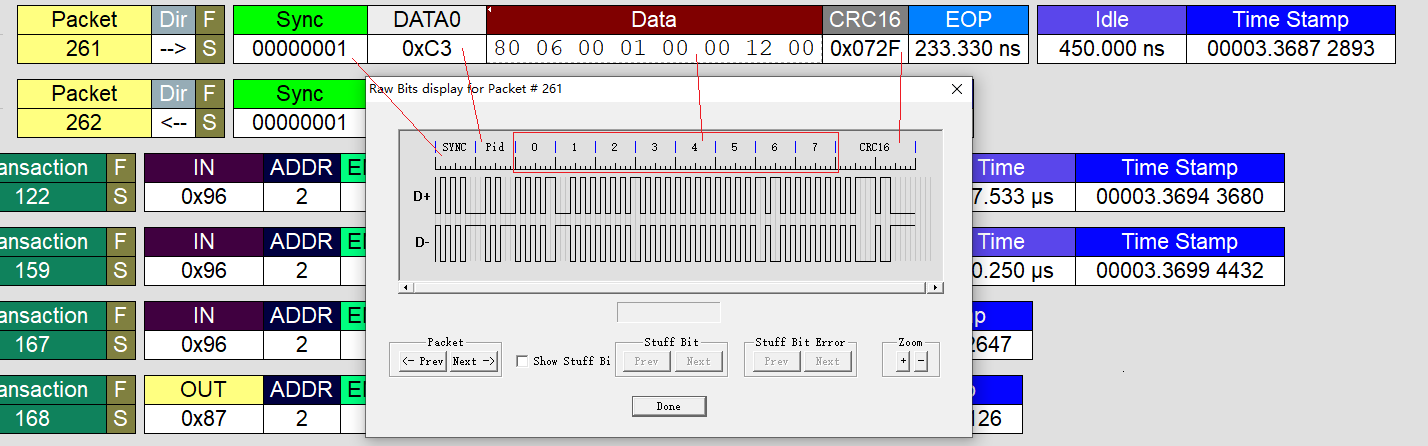 Packet Dir F Sync DATA0 Data CRC16 EOP Idle Time Stamp
261 --> S 00000001 0xC3 80 06 00 01 00 00 12 00 0x072F 233.330 ns 450.000 ns 00003.3687 2893
Packet Dir F Sync
262 <-- S 00000001
Raw Bits display for Packet # 261
SYNC Pid 0 1 2 3 4 5 6 7 CRC16
D+
D-
ansaction F IN ADDR Time Time Stamp
122 S 0x96 2 7.533 µs 00003.3694 3680
ansaction F IN ADDR Time Time Stamp
159 S 0x96 2 0.250 µs 00003.3699 4432
ansaction F IN ADDR
167 S 0x96 2 2647
ansaction F OUT ADDR
168 S 0x87 2 126
Packet Stuff Bit Stuff Bit Error Zoom
<- Prev Next -> Show Stuff Bi Prev Next Prev Next + -
Done